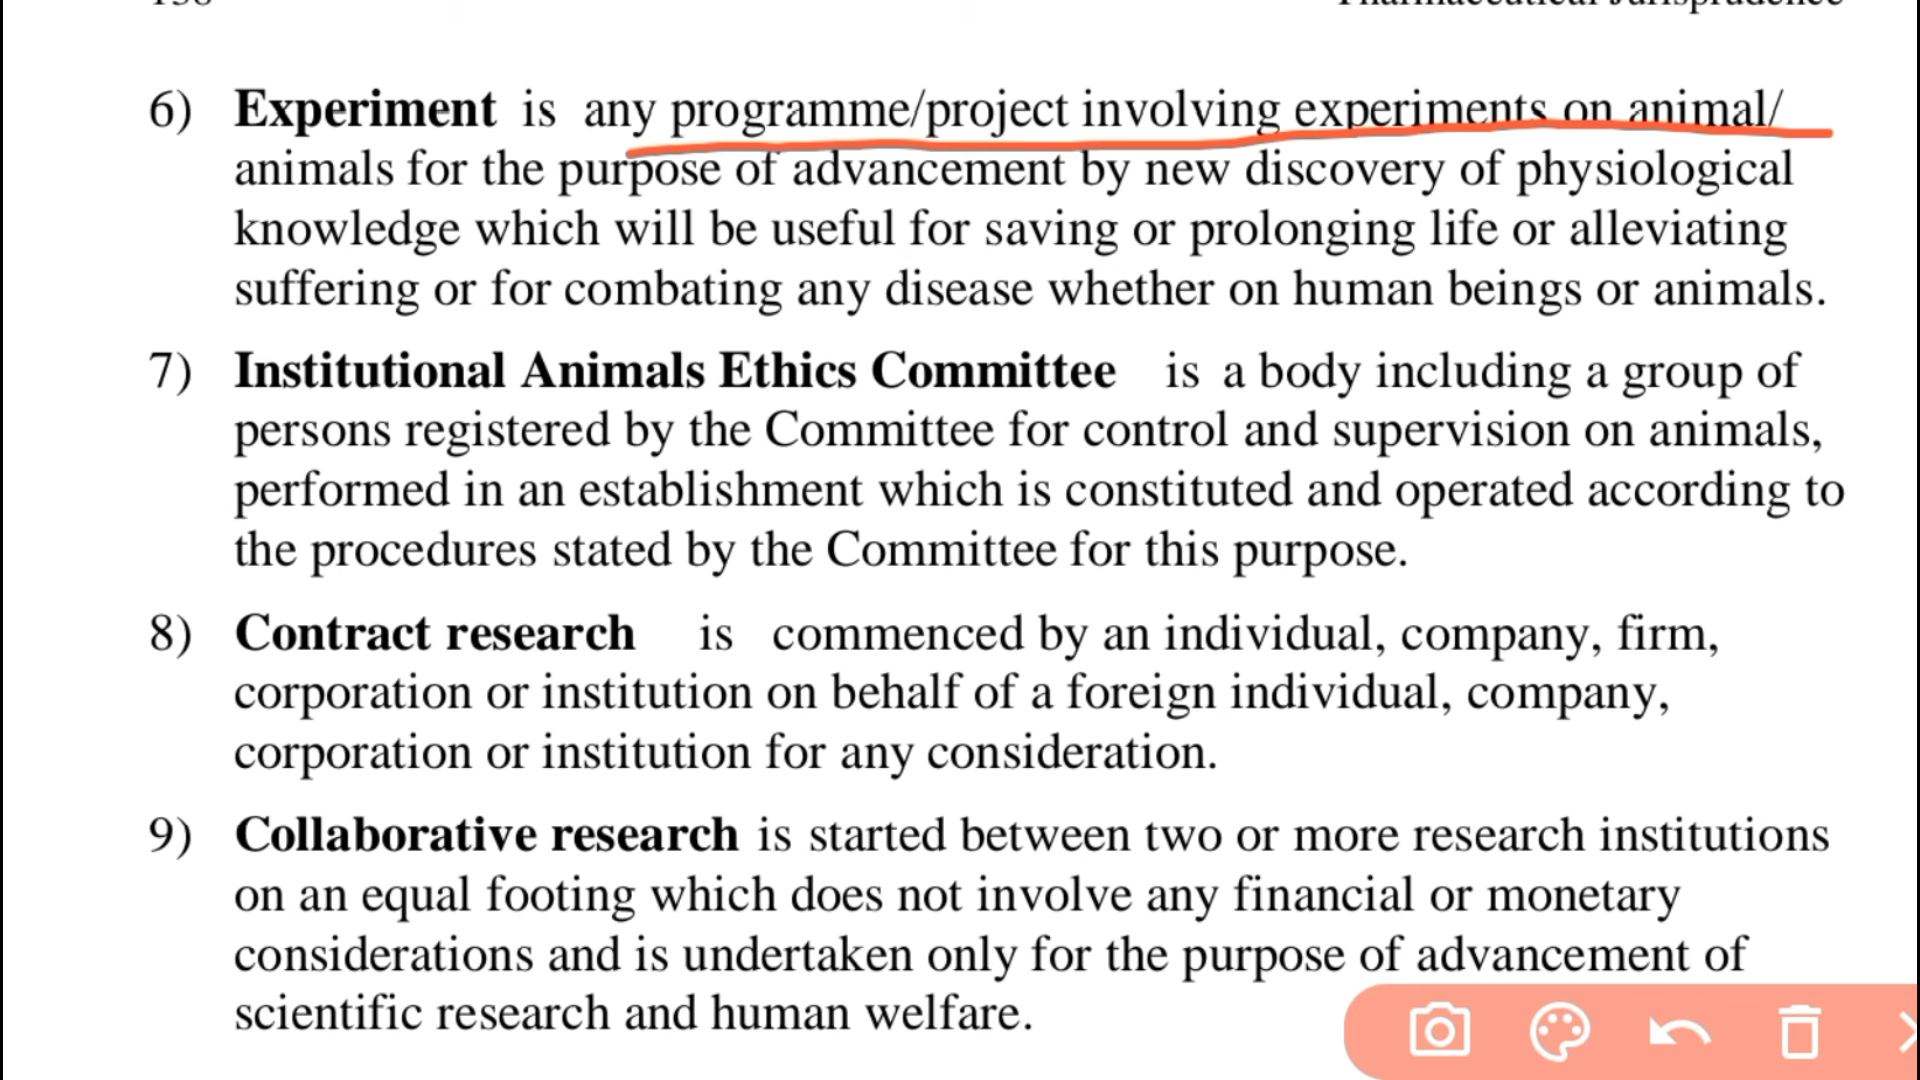 Pharmaceutical Jurisprudence
6) Experiment is any programme/project involving experiments on animal/
animals for the purpose of advancement by new discovery of physiological
knowledge which will be useful for saving or prolonging life or alleviating
suffering or for combating any disease whether on human beings or animals.
7) Institutional Animals Ethics Committee is a body including a group of
persons registered by the Committee for control and supervision on animals,
performed in an establishment which is constituted and operated according to
the procedures stated by the Committee for this purpose.
8) Contract research is commenced by an individual, company, firm,
corporation or institution on behalf of a foreign individual, company,
corporation or institution for any consideration.
9) Collaborative research is started between two or more research institutions
on an equal footing which does not involve any financial or monetary
considerations and is undertaken only for the purpose of advancement of
scientific research and human welfare.